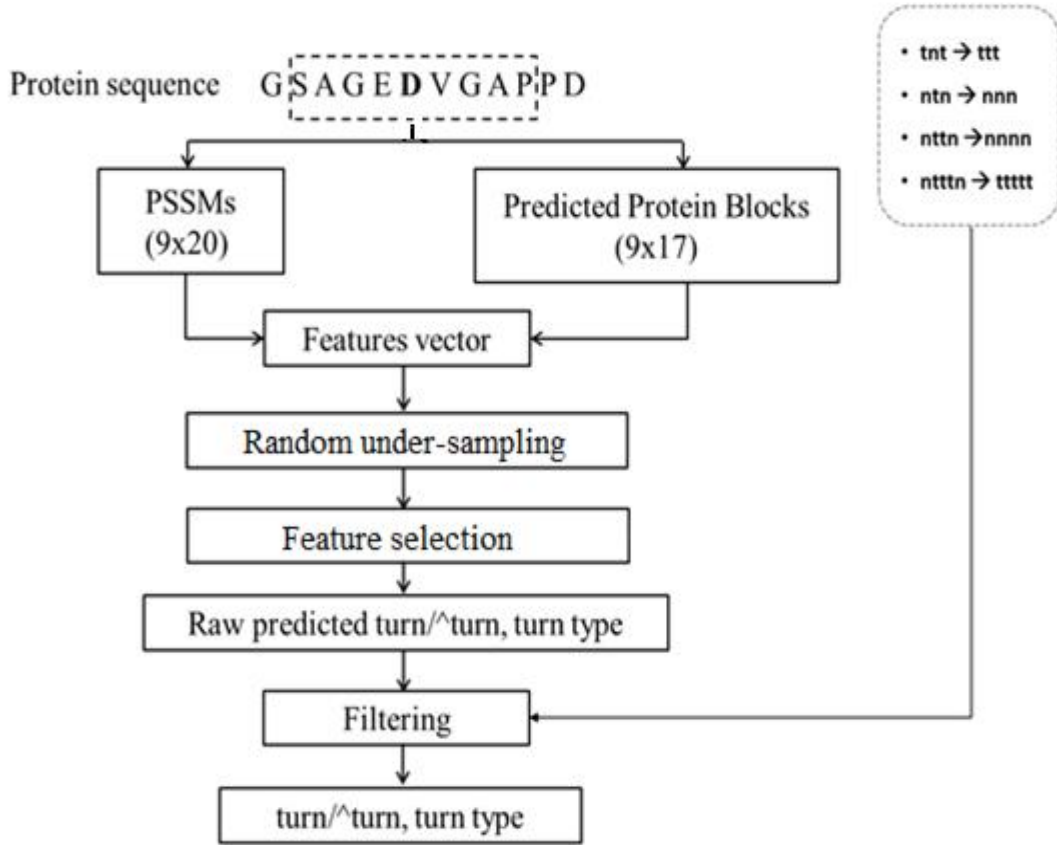 Protein sequence G S A G E D V G A P P D
PSSMs
(9x20)
Predicted Protein Blocks
(9x17)
Features vector
Random under-sampling
Feature selection
Raw predicted turn/^turn, turn type
Filtering
turn/^turn, turn type
• tnt → ttt
• ntn → nnn
• nttn →nnnn
• ntttn → ttttt